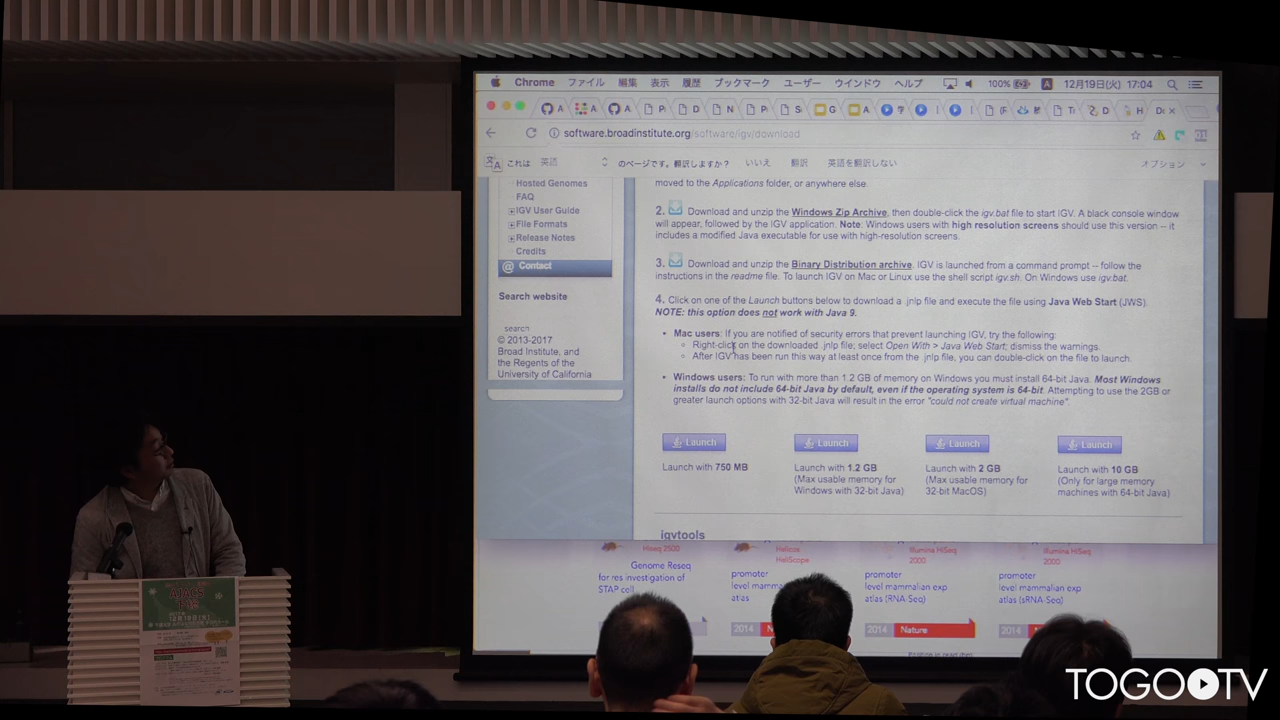 Chrome ファイル 編集 表示 履歴 ブックマーク ユーザー ウインドウ ヘルプ 100% 12月19日(火) 17:04
software.broadinstitute.org/software/igv/download
これは 英語 のページです。翻訳しますか? いいえ 翻訳 英語を翻訳しない オプション
Hosted Genomes
FAQ
IGV User Guide
File Formats
Release Notes
Credits
@ Contact
Search website
search
© 2013-2017
Broad Institute, and
the Regents of the
University of California
moved to the Applications folder, or anywhere else.
2. Download and unzip the Windows Zip Archive, then double-click the igv.bat file to start IGV. A black console window
will appear, followed by the IGV application. Note: Windows users with high resolution screens should use this version -- it
includes a modified Java executable for use with high-resolution screens.
3. Download and unzip the Binary Distribution archive. IGV is launched from a command prompt -- follow the
instructions in the readme file. To launch IGV on Mac or Linux use the shell script igv.sh. On Windows use igv.bat.
4. Click on one of the Launch buttons below to download a .jnlp file and execute the file using Java Web Start (JWS).
NOTE: this option does not work with Java 9.
• Mac users: If you are notified of security errors that prevent launching IGV, try the following:
Right-click on the downloaded .jnlp file; select Open With > Java Web Start; dismiss the warnings.
After IGV has been run this way at least once from the .jnlp file, you can double-click on the file to launch.
• Windows users: To run with more than 1.2 GB of memory on Windows you must install 64-bit Java. Most Windows
installs do not include 64-bit Java by default, even if the operating system is 64-bit. Attempting to use the 2GB or
greater launch options with 32-bit Java will result in the error "could not create virtual machine".
Launch Launch Launch Launch
Launch with 750 MB
Launch with 1.2 GB
(Max usable memory for
Windows with 32-bit Java)
Launch with 2 GB
(Max usable memory for
32-bit MacOS)
Launch with 10 GB
(Only for large memory
machines with 64-bit Java)
igvtools
Hiseq 2500
Genome Reseq
for res investigation of
STAP cell
Helicos
HeliScope
promoter
level mamma
atlas
Illumina HiSeq
2000
promoter
level mammalian exp
atlas (RNA-Seq)
Illumina HiSeq
2000
promoter
level mammalian exp
atlas (sRNA-Seq)
2014 N
2014 Nature
2014
AJACS
TOGO TV